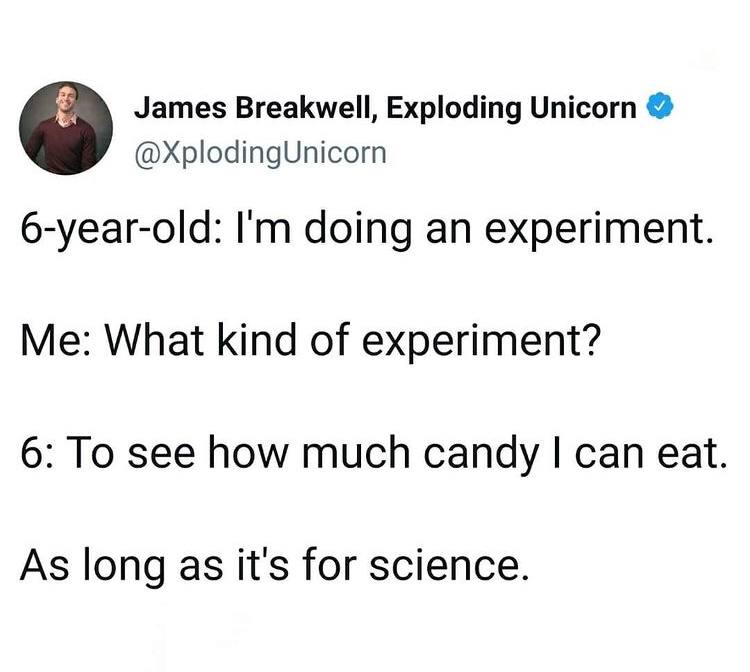 James Breakwell, Exploding Unicorn
@XplodingUnicorn
6-year-old: I'm doing an experiment.
Me: What kind of experiment?
6: To see how much candy I can eat.
As long as it's for science.